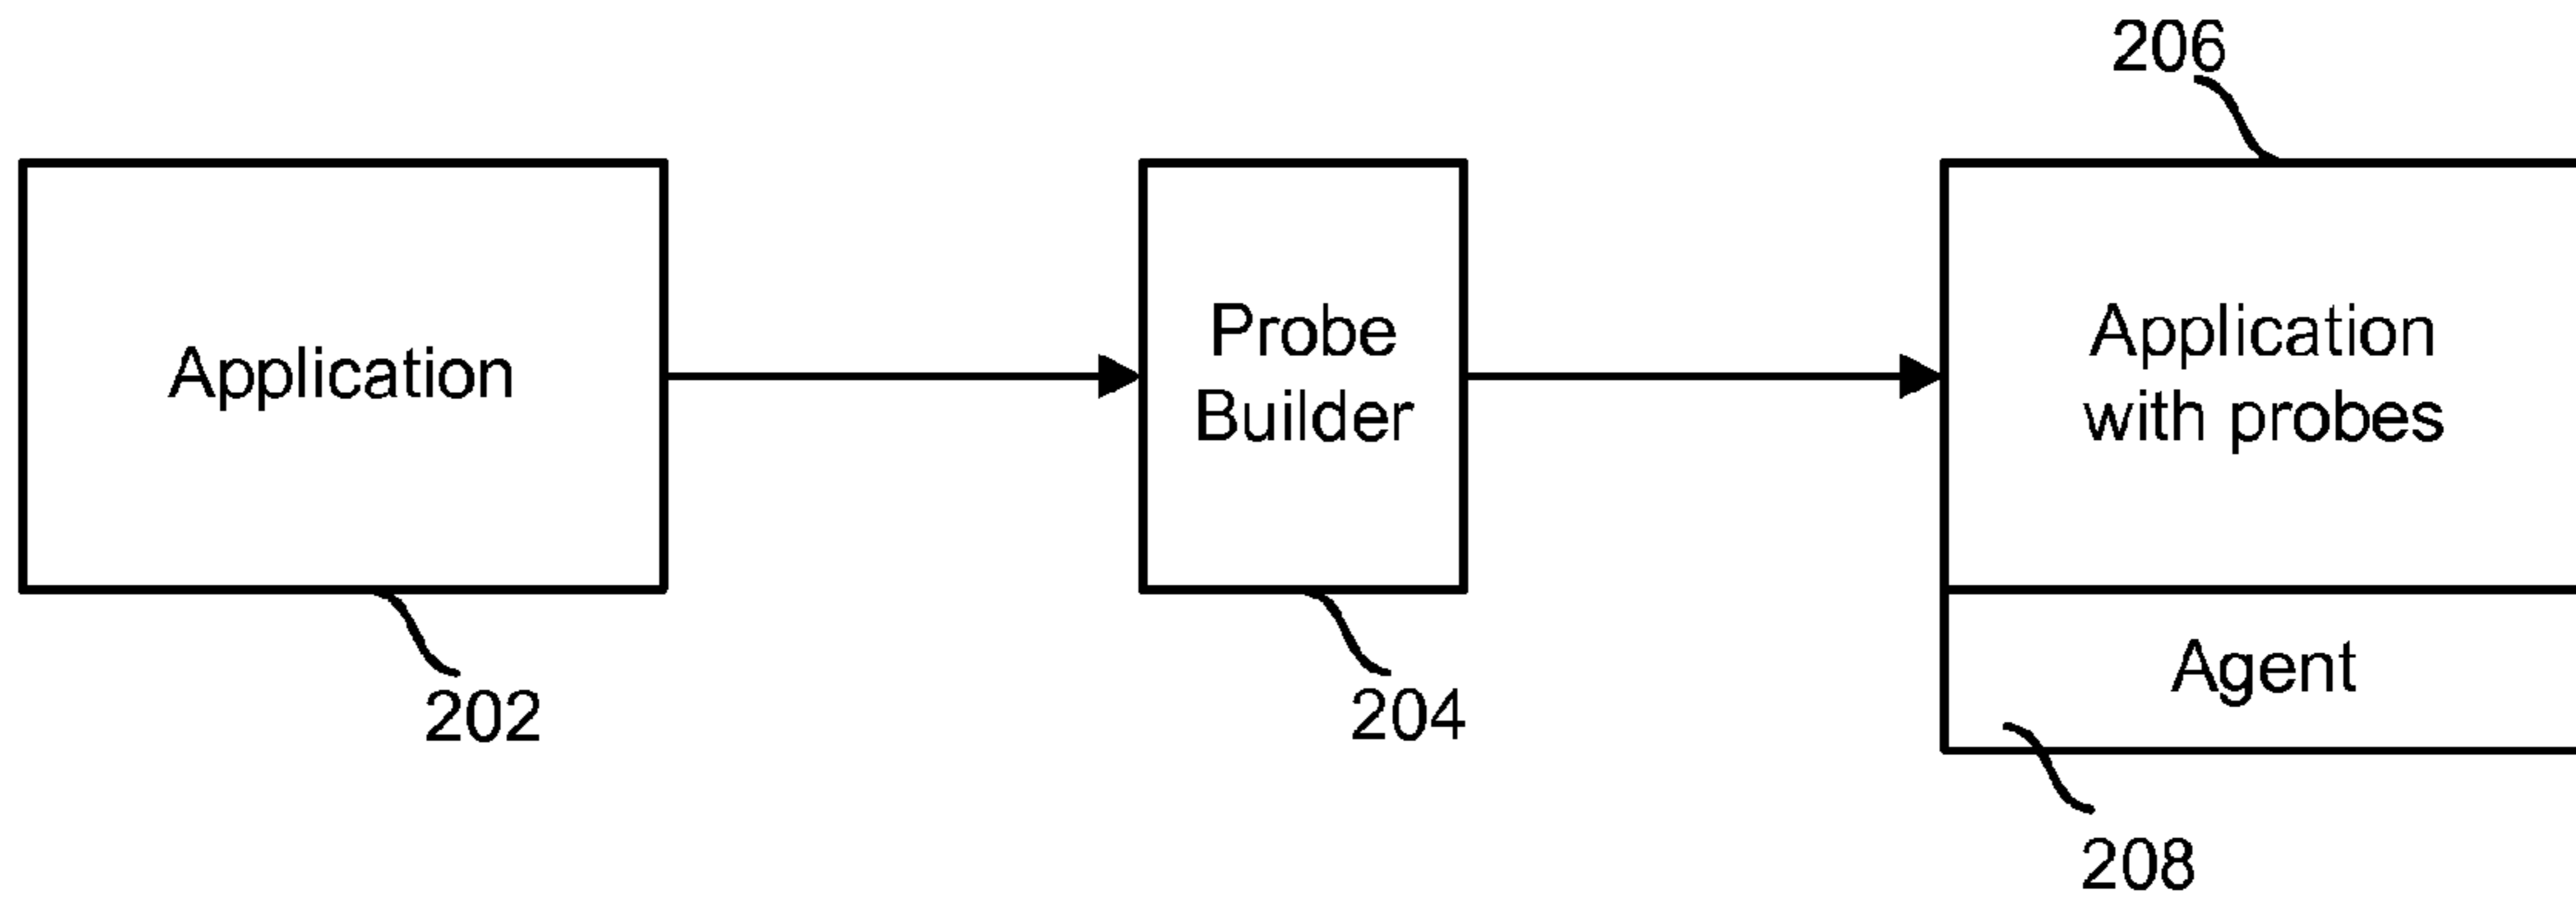 206
Application
Probe
Builder
Application
with probes
Agent
202
204
208